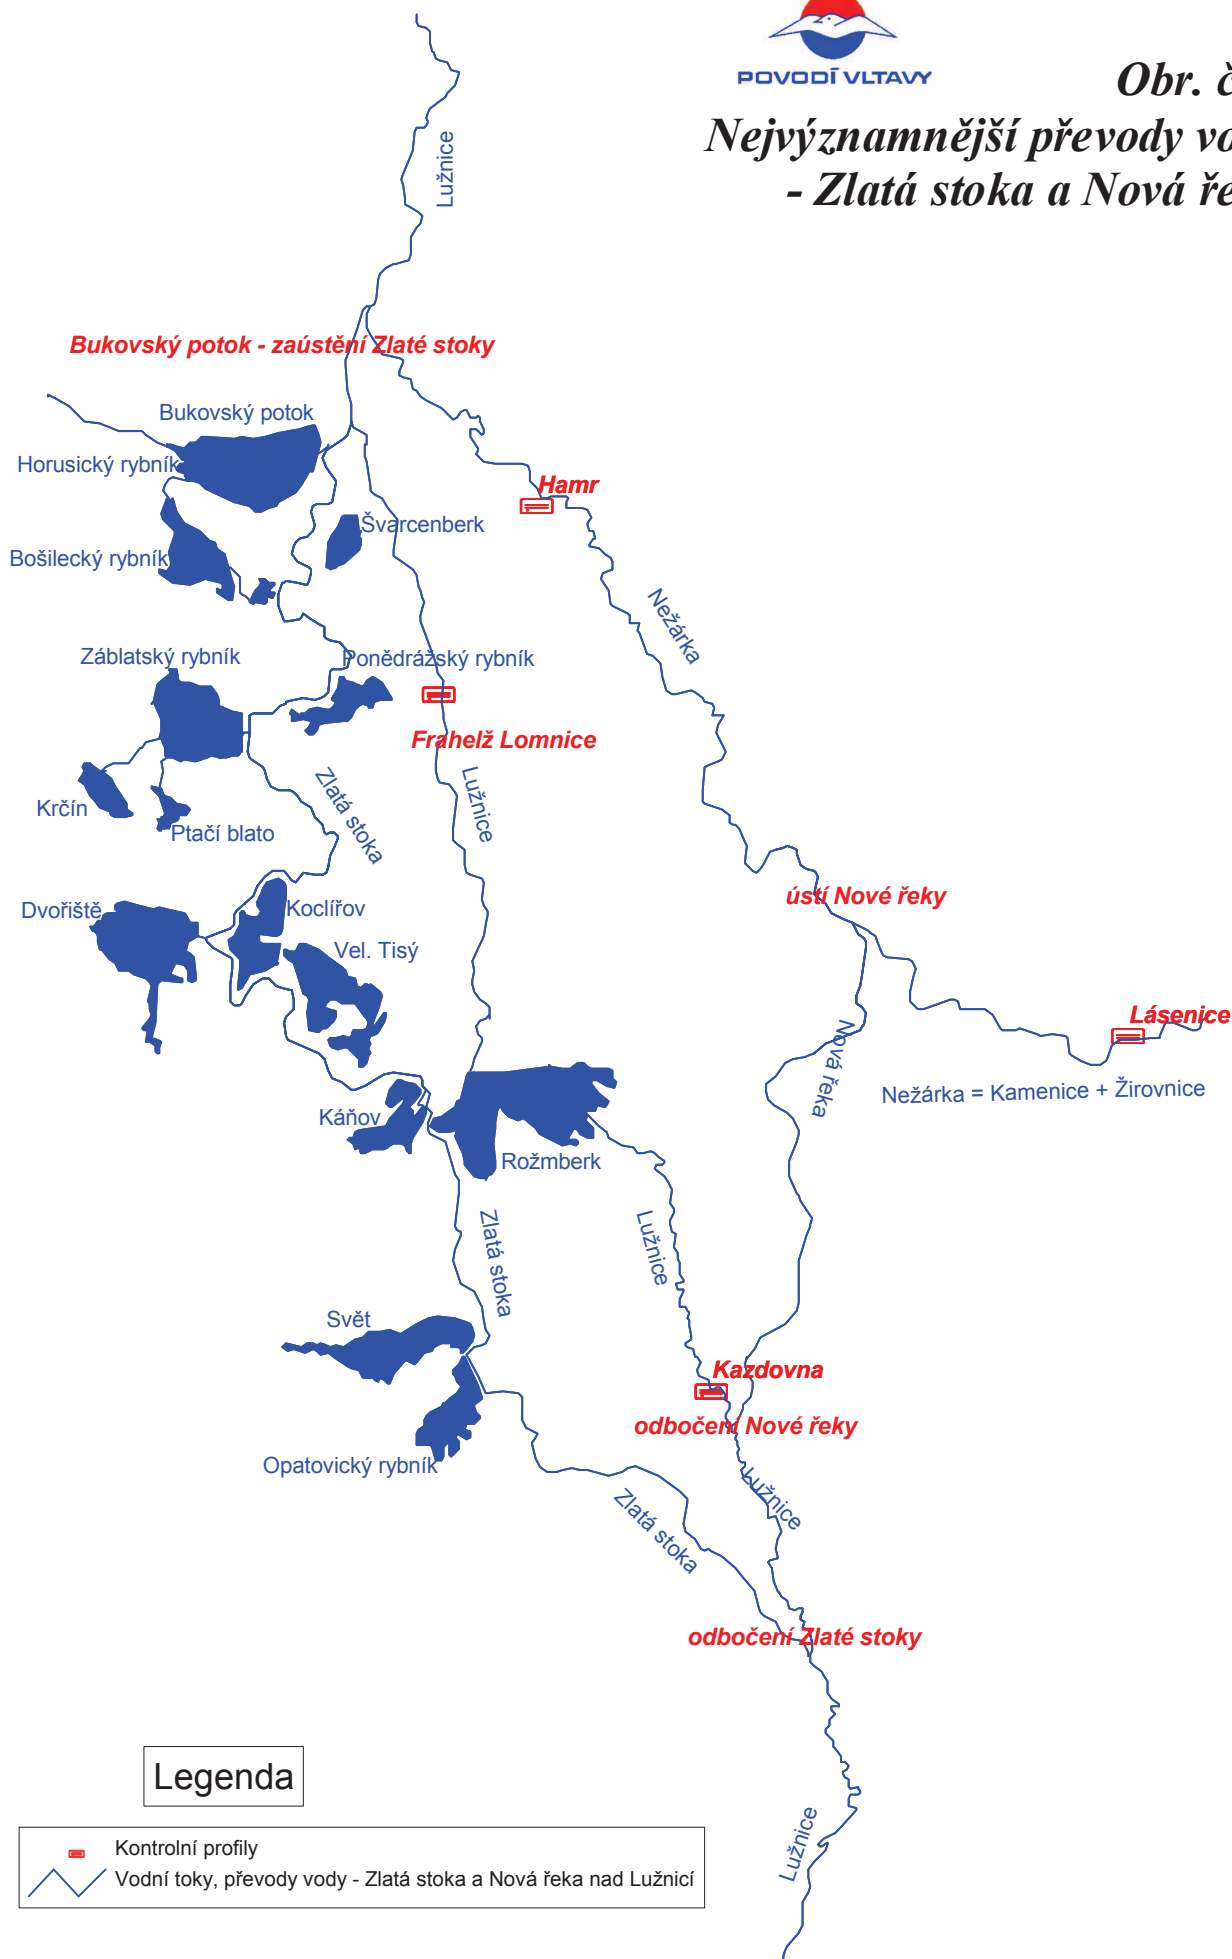 POVODÍ VLTAVY
Obr. č
Nejvýznamnější převody vo
- Zlatá stoka a Nová ře
Lužnice
Bukovský potok - zaústění Zlaté stoky
Bukovský potok
Horusický rybník
Hamr
Švarcenberk
Bošilecký rybník
Nežárka
Záblatský rybník
Ponědrážský rybník
Frahelž Lomnice
Zlatá stoka
Lužnice
Krčín
Ptačí blato
ústí Nové řeky
Dvořiště
Koclířov
Vel. Tisý
Lásenice
Nová řeka
Nežárka = Kamenice + Žirovnice
Káňov
Rožmberk
Zlatá stoka
Lužnice
Svět
Kazdovna
odbočení Nové řeky
Opatovický rybník
Lužnice
Zlatá stoka
odbočení Zlaté stoky
Legenda
Lužnice
Kontrolní profily
Vodní toky, převody vody - Zlatá stoka a Nová řeka nad Lužnicí